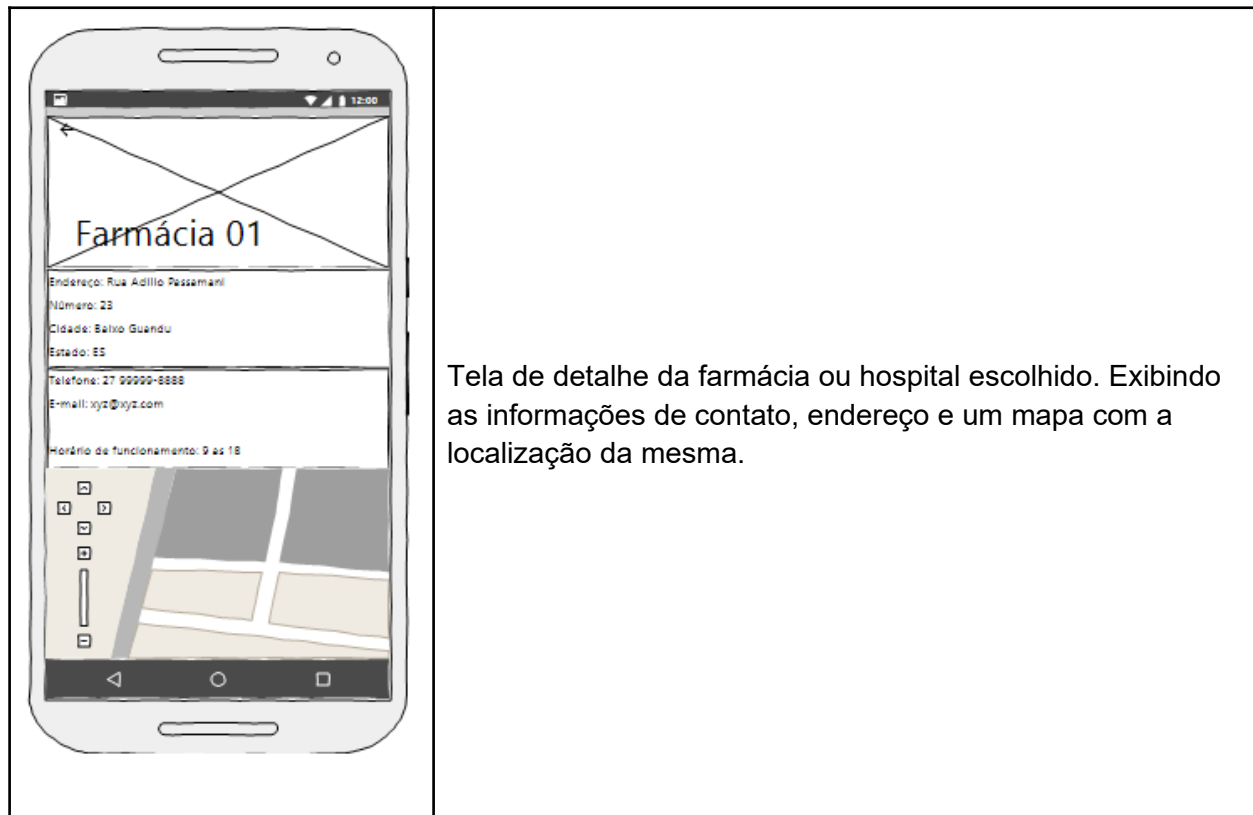 12:00
Farmácia 01
Endereço: Rua Adilio Passamani
Número: 23
Cidade: Baixo Guandu
Estado: ES
Telefone: 27 99999-8888
E-mail: xyz@xyz.com
Horário de funcionamento: 9 as 18
Tela de detalhe da farmácia ou hospital escolhido. Exibindo
as informações de contato, endereço e um mapa com a
localização da mesma.